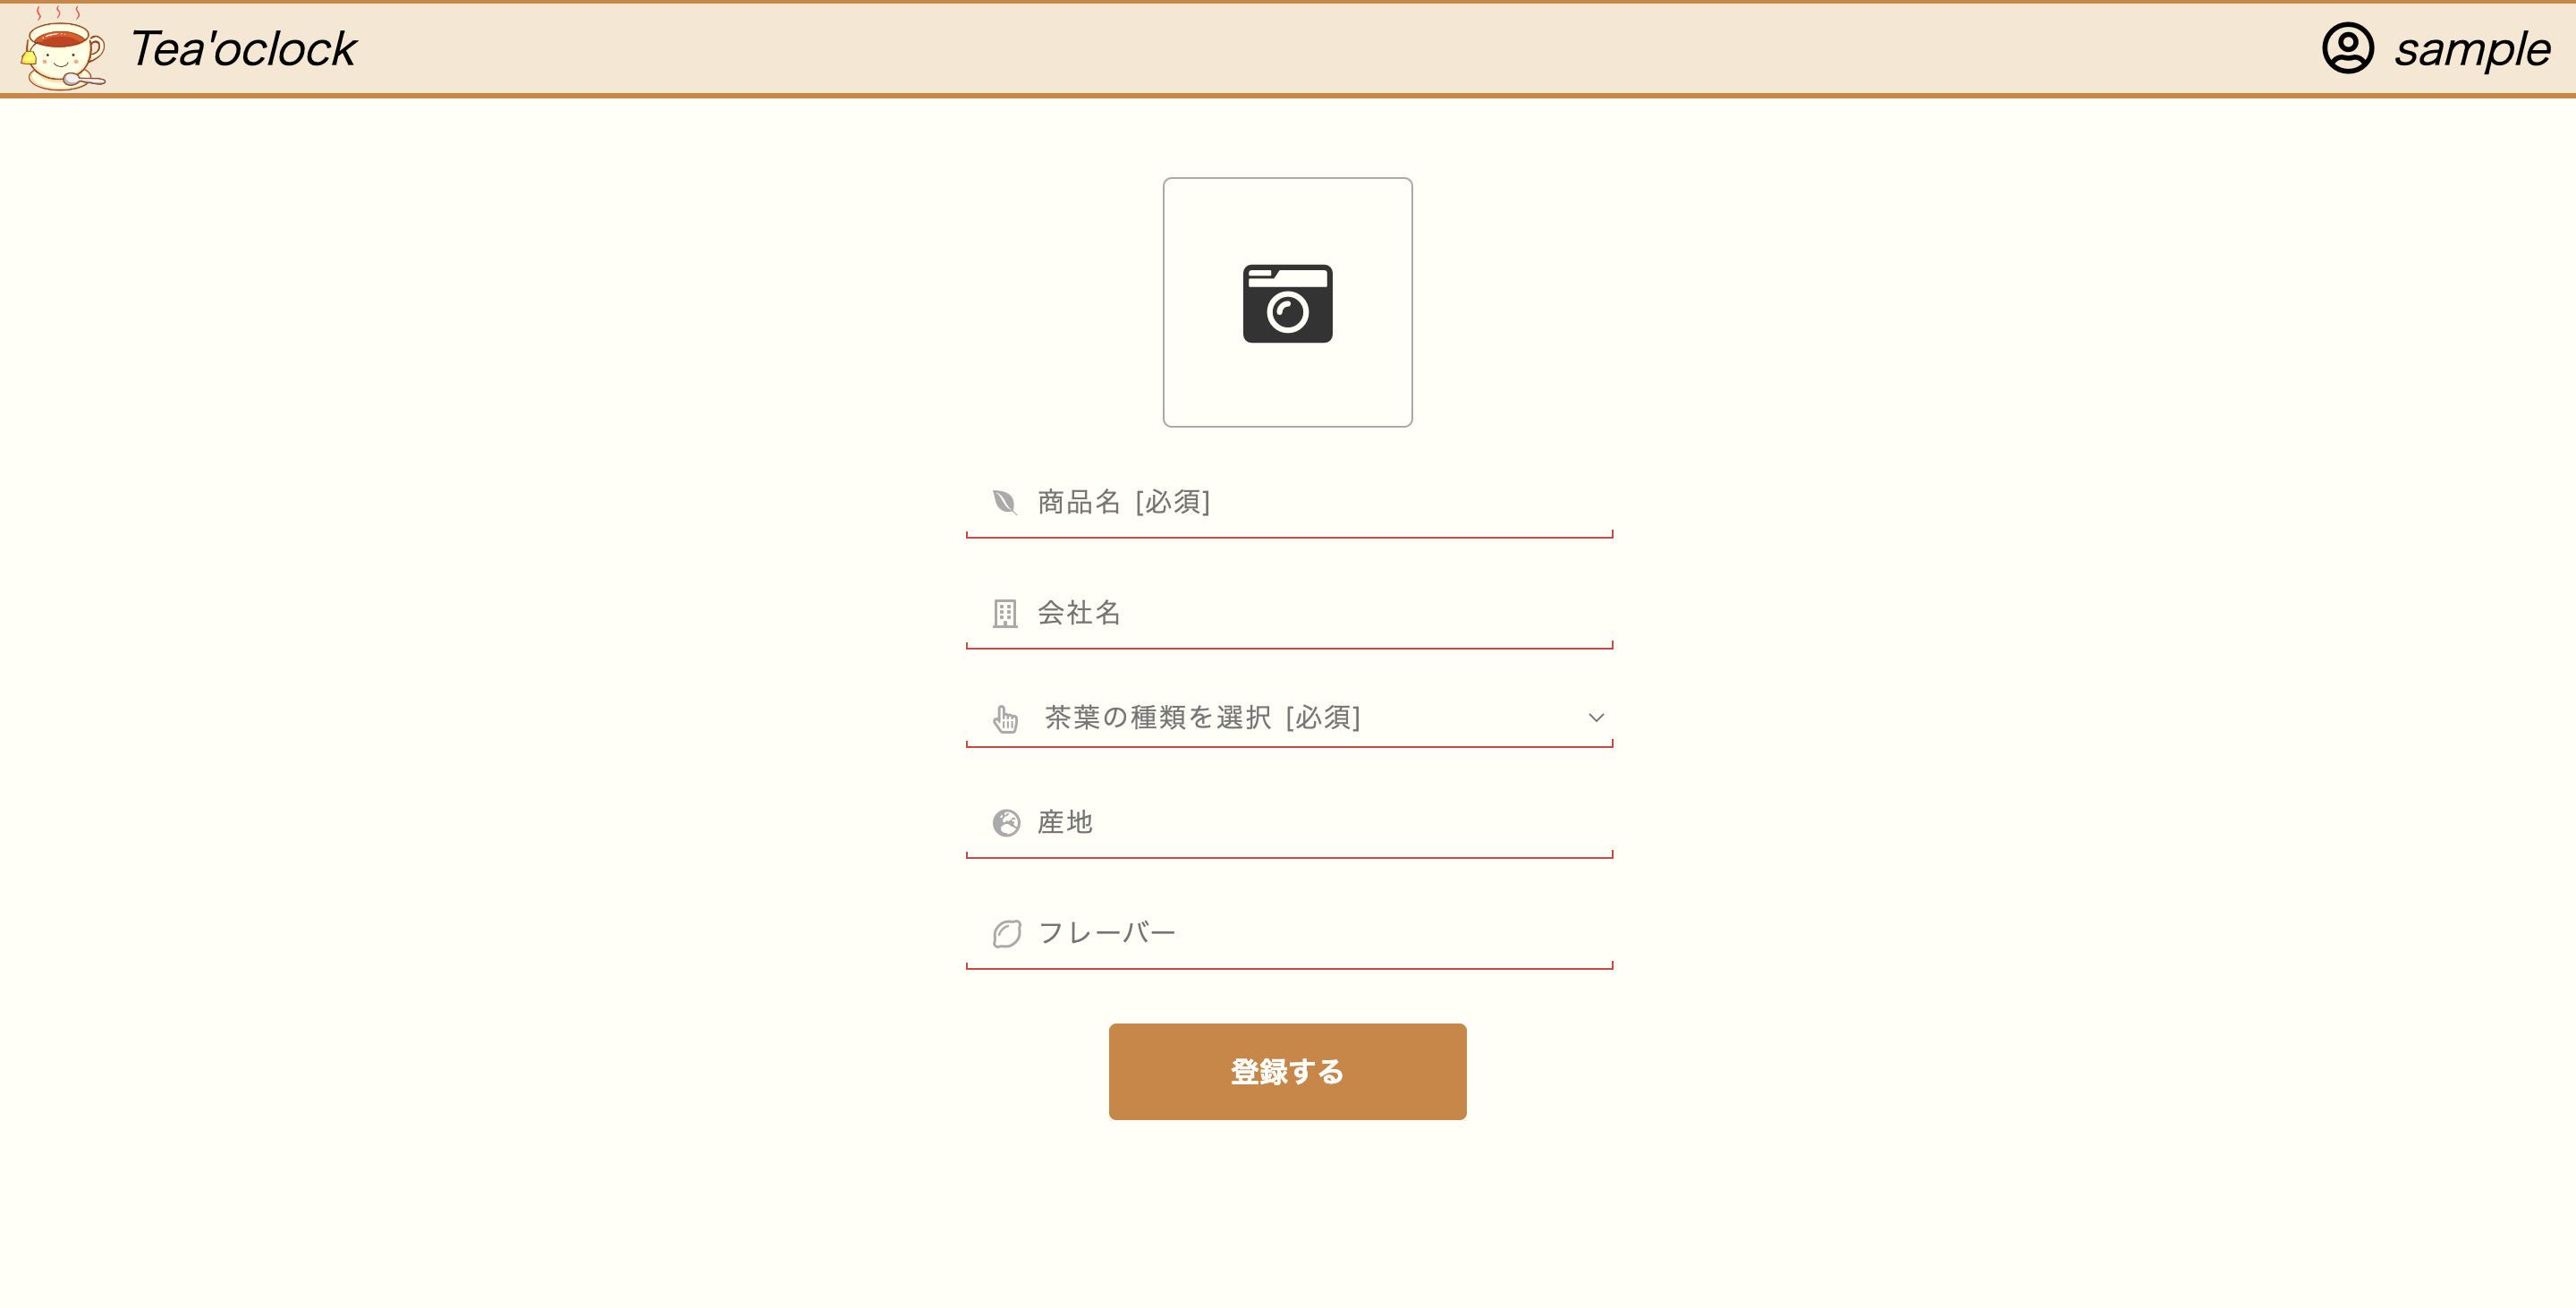 Tea'oclock
sample
商品名 [必須]
会社名
茶葉の種類を選択 [必須]
産地
フレーバー
登録する